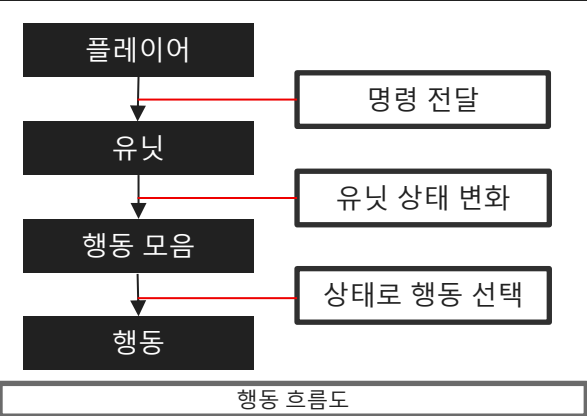 플레이어
명령 전달
유닛
유닛 상태 변화
행동 모음
상태로 행동 선택
행동
행동 흐름도